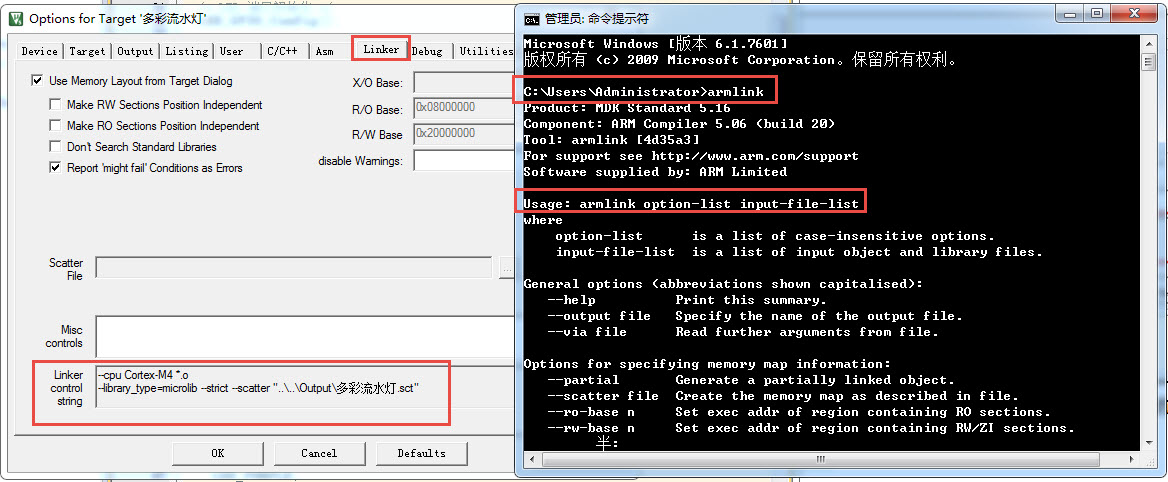 Options for Target '多彩流水灯'
Device Target Output Listing User C/C++ Asm Linker Debug Utilities
Use Memory Layout from Target Dialog
Make RW Sections Position Independent
Make RO Sections Position Independent
Don't Search Standard Libraries
Report 'might fail' Conditions as Errors
X/O Base:
R/O Base: 0x08000000
R/W Base 0x20000000
disable Warnings:
Scatter
File
...
Misc
controls
Linker
control
string
--cpu Cortex-M4 *.o
--library_type=microlib --strict --scatter "..\..\Output\多彩流水灯.sct"
OK Cancel Defaults
管理员: 命令提示符
Microsoft Windows [版本 6.1.7601]
版权所有 (c) 2009 Microsoft Corporation。保留所有权利。
C:\Users\Administrator>armlink
Product: MDK Standard 5.16
Component: ARM Compiler 5.06 (build 20)
Tool: armlink [4d35a3]
For support see http://www.arm.com/support
Software supplied by: ARM Limited
Usage: armlink option-list input-file-list
where
option-list is a list of case-insensitive options.
input-file-list is a list of input object and library files.
General options (abbreviations shown capitalised):
--help Print this summary.
--output file Specify the name of the output file.
--via file Read further arguments from file.
Options for specifying memory map information:
--partial Generate a partially linked object.
--scatter file Create the memory map as described in file.
--ro-base n Set exec addr of region containing RO sections.
--rw-base n Set exec addr of region containing RW/ZI sections.
半: